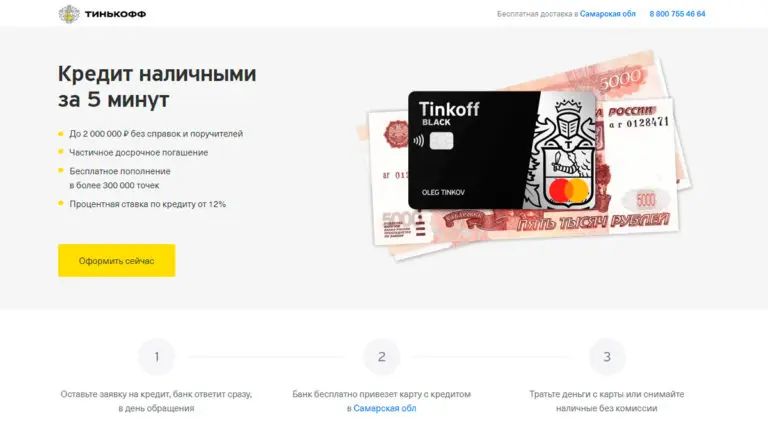 ТИНЬКОФФ
Бесплатная доставка в Самарская обл
8 800 755 46 64
Кредит наличными
за 5 минут
До 2 000 000 ₽ без справок и поручителей
Частичное досрочное погашение
Бесплатное пополнение
в более 300 000 точек
Процентная ставка по кредиту от 12%
Оформить сейчас
5000
РОССИИ
аг 0128471
Tinkoff
BLACK
T
OLEG TINKOV
mastercard
5000
5000
ПЯТЬ ТЫСЯЧ РУБЛЕЙ
1
2
3
Оставьте заявку на кредит, банк ответит сразу,
в день обращения
Банк бесплатно привезет карту с кредитом
в Самарская обл
Тратьте деньги с карты или снимайте
наличные без комиссии